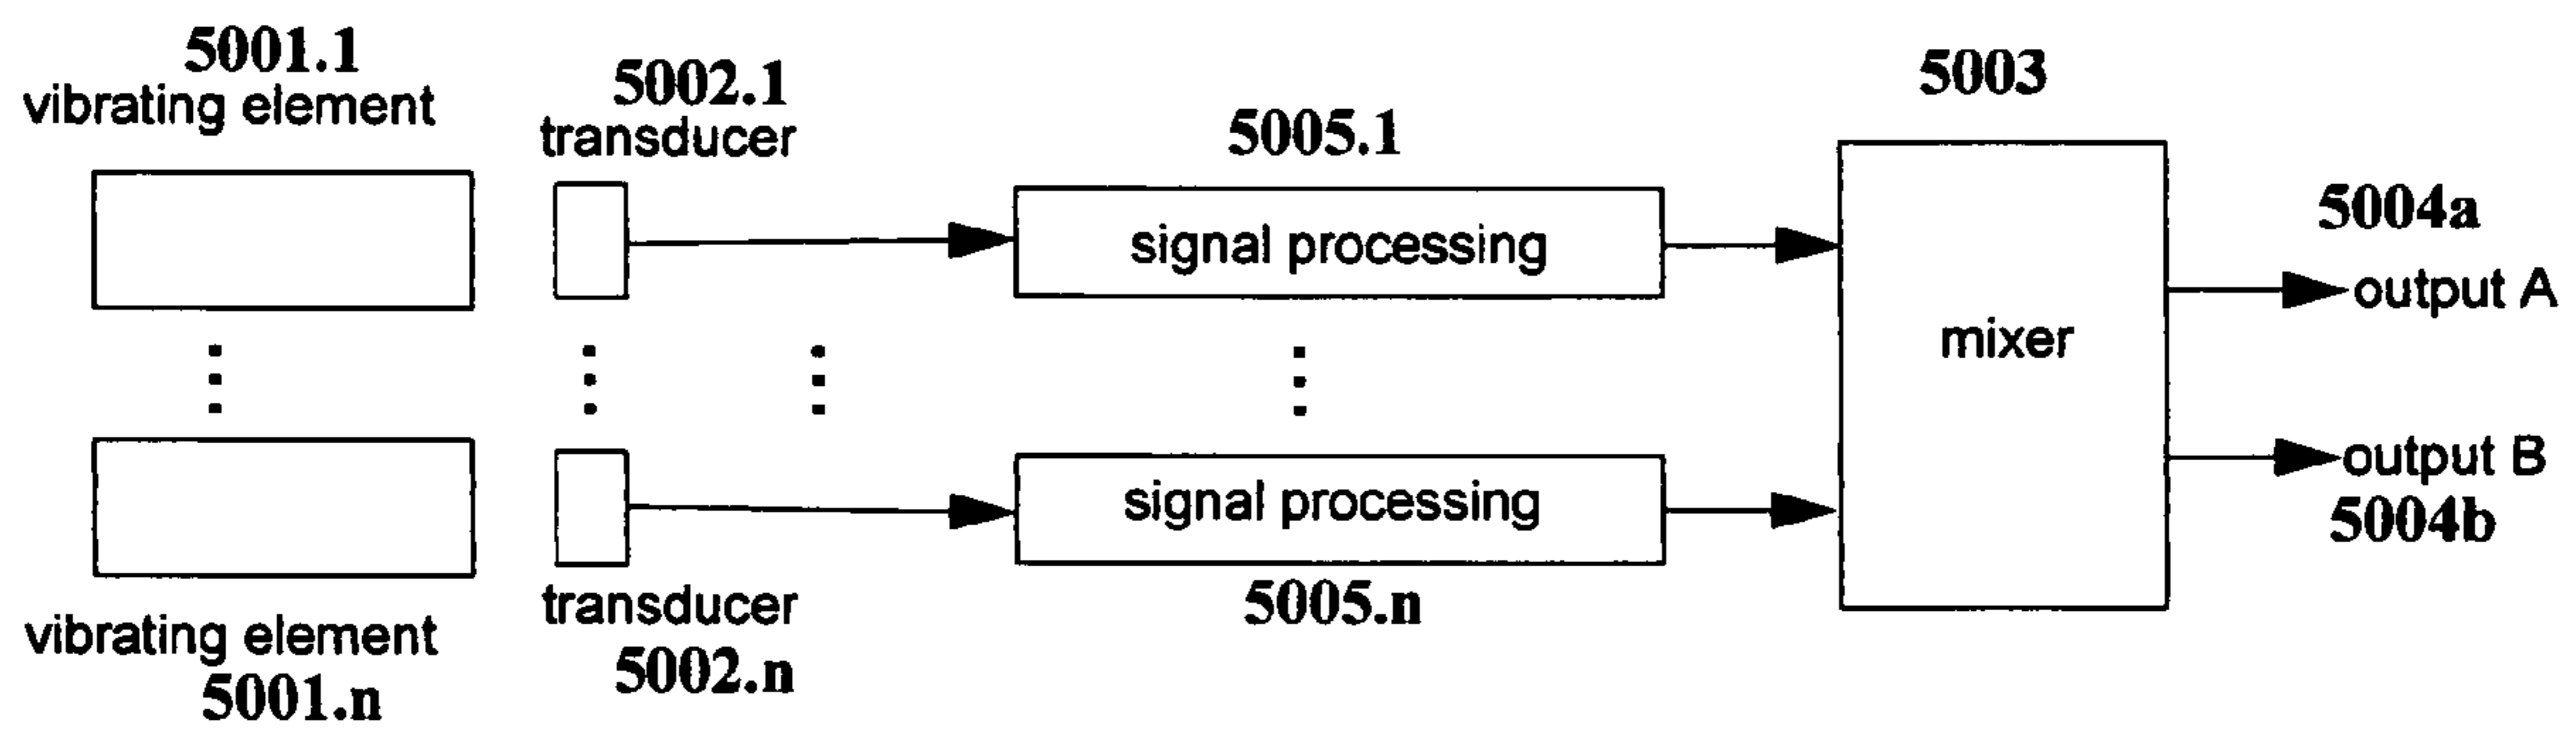 5001.1
vibrating element
5002.1
transducer
5005.1
signal processing
5003
mixer
5004a
output A
output B
5004b
signal processing
5005.n
transducer
5002.n
vibrating element
5001.n